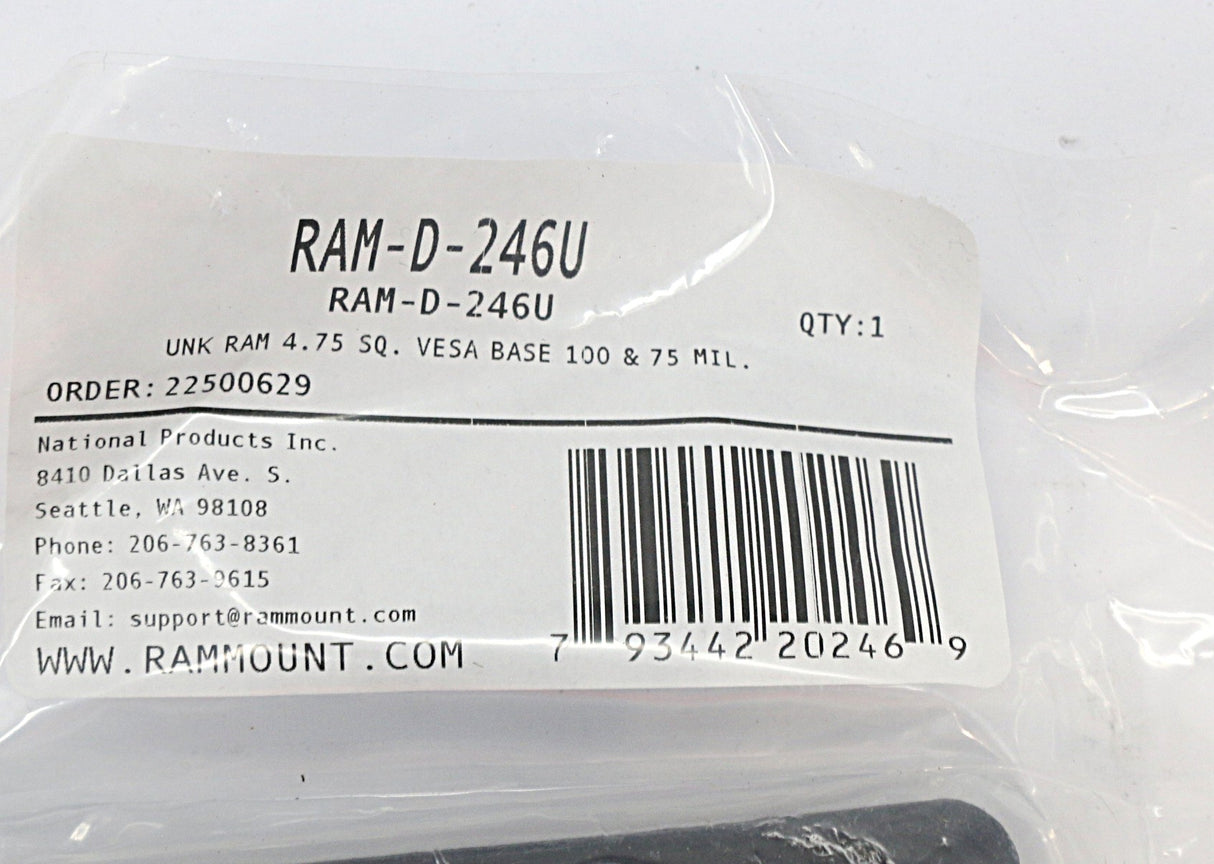 RAM-D-246U
RAM-D-246U
QTY:1
UNK RAM 4.75 SQ. VESA BASE 100 & 75 MIL.
ORDER: 22500629
National Products Inc.
8410 Dallas Ave. S.
Seattle, WA 98108
Phone: 206-763-8361
Fax: 206-763-9615
Email: support@rammount.com
WWW.RAMMOUNT.COM
7 93442 20246 9